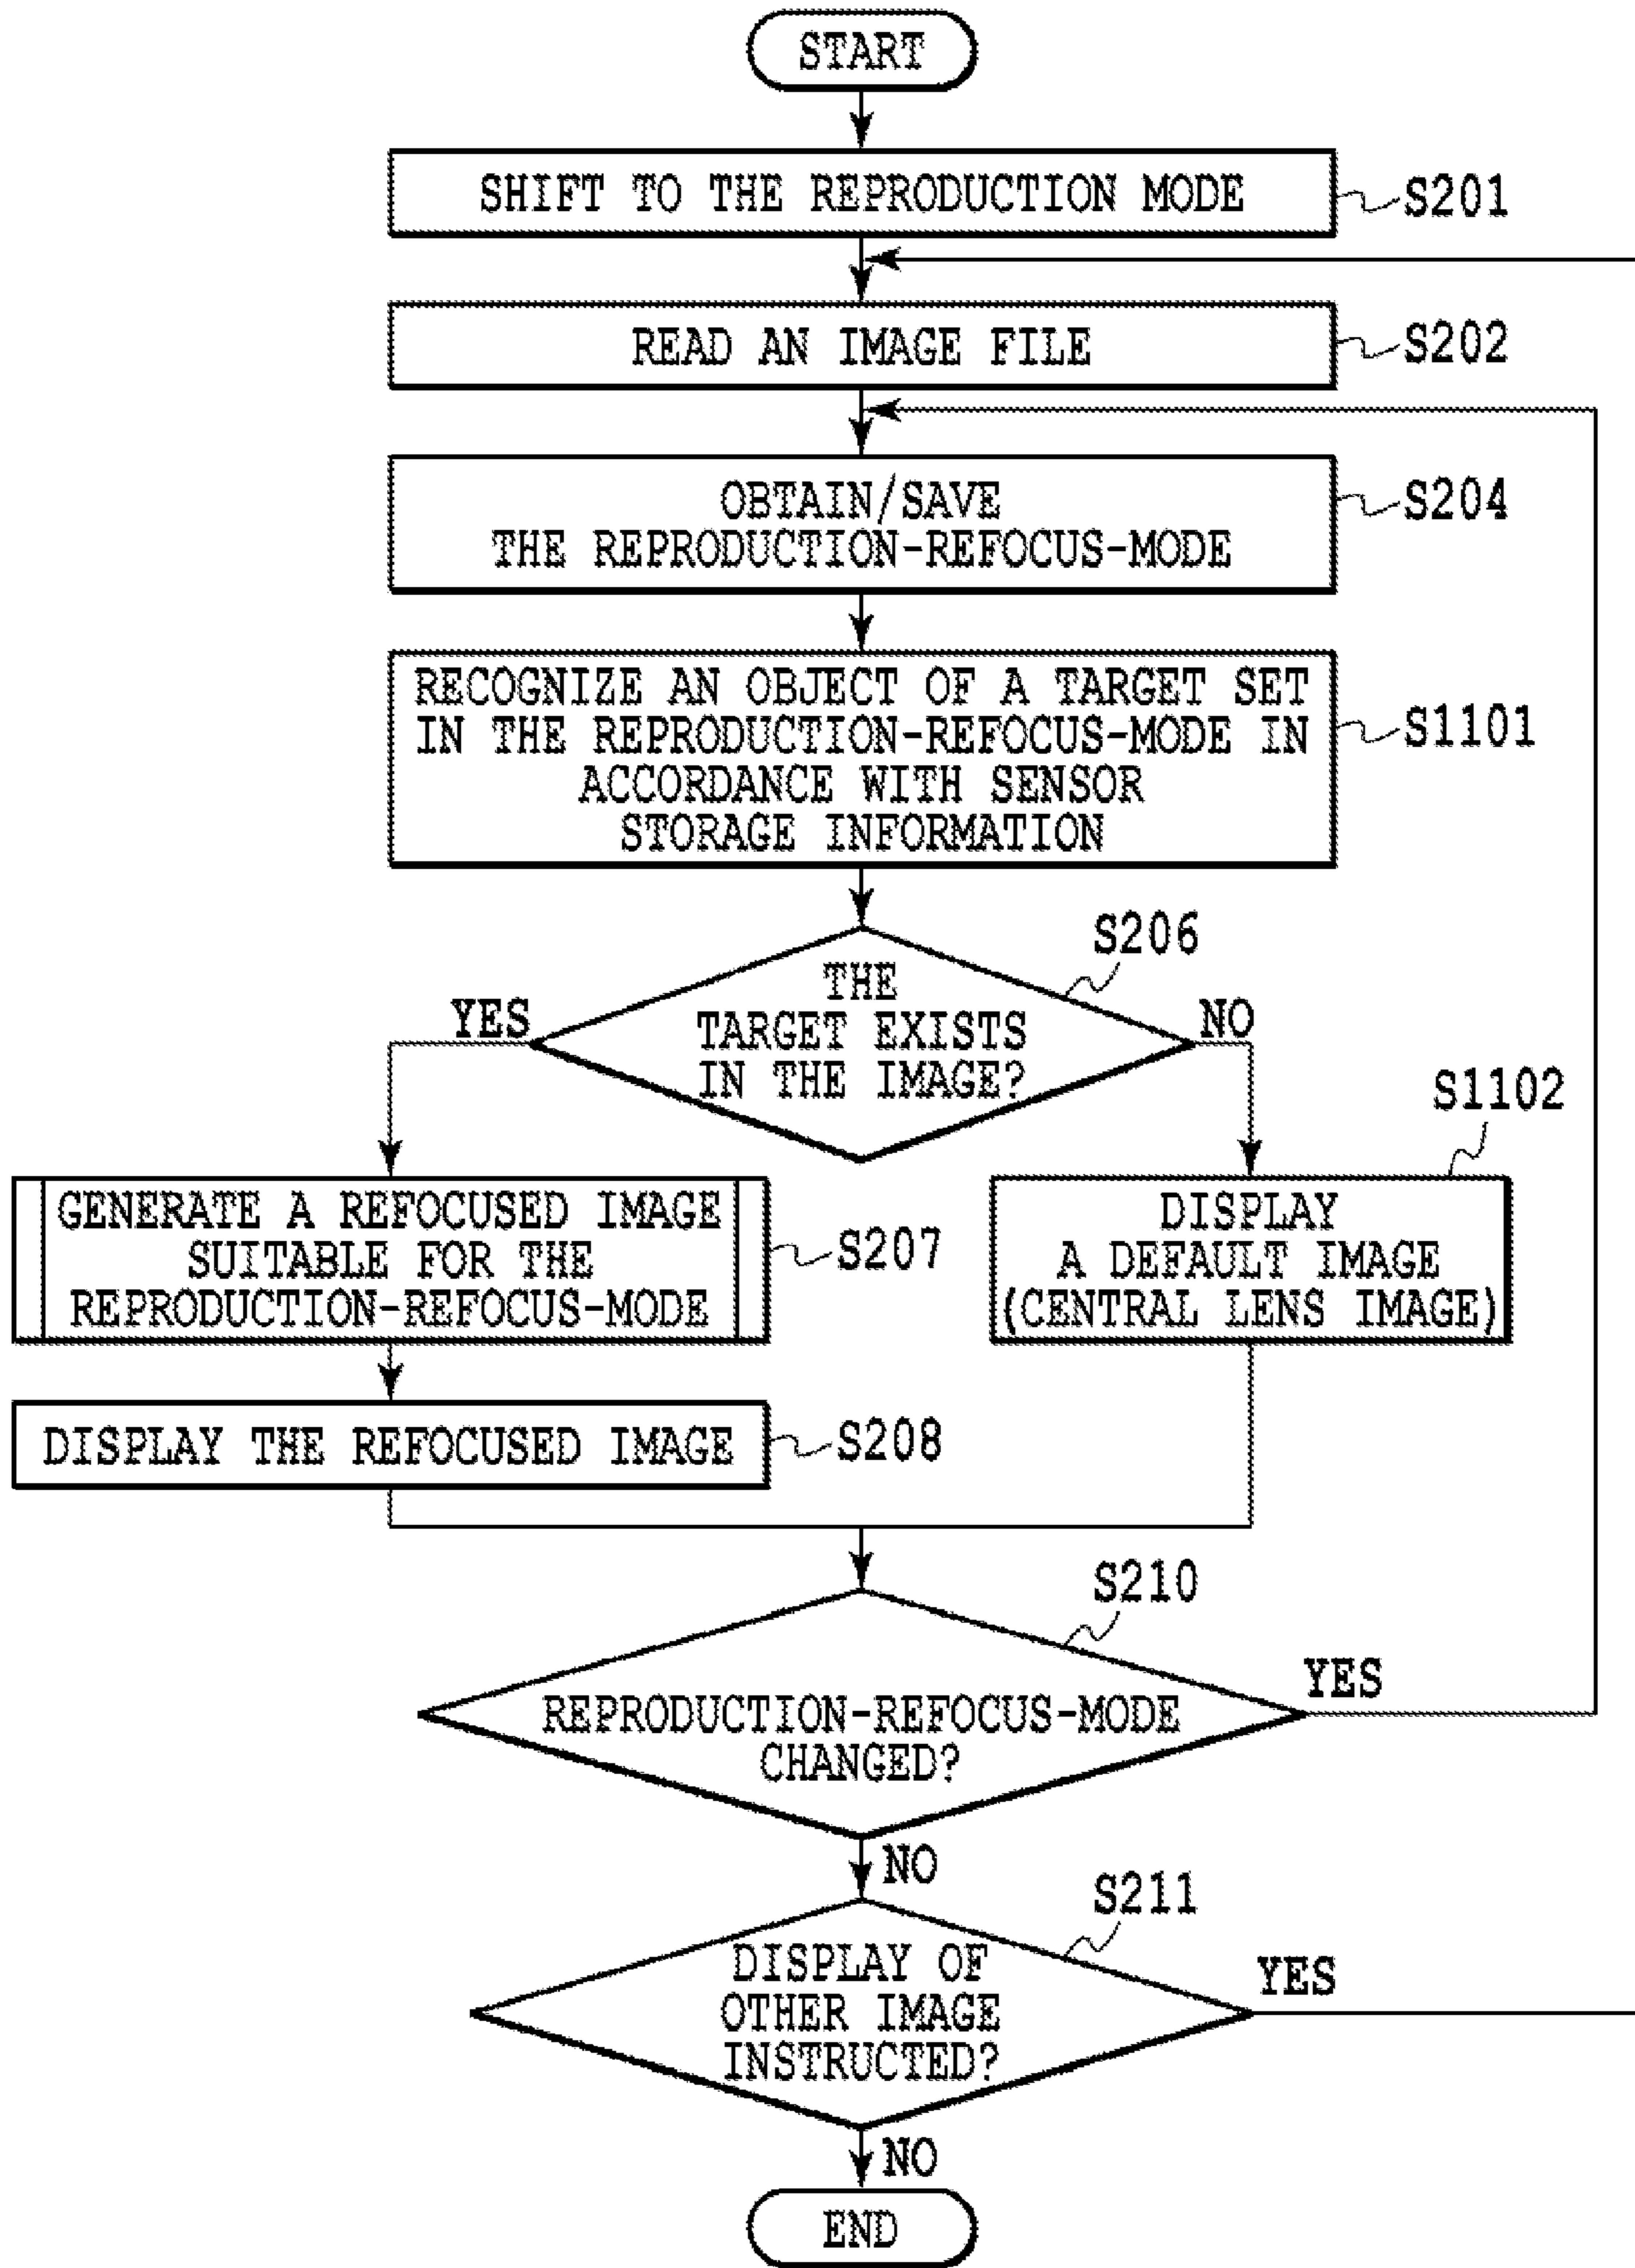 START
SHIFT TO THE REPRODUCTION MODE
S201
READ AN IMAGE FILE
S202
OBTAIN/SAVE
THE REPRODUCTION-REFOCUS-MODE
S204
RECOGNIZE AN OBJECT OF A TARGET SET
IN THE REPRODUCTION-REFOCUS-MODE IN
ACCORDANCE WITH SENSOR
STORAGE INFORMATION
S1101
S206
THE
TARGET EXISTS
IN THE IMAGE?
YES
NO
S1102
GENERATE A REFOCUSED IMAGE
SUITABLE FOR THE
REPRODUCTION-REFOCUS-MODE
S207
DISPLAY
A DEFAULT IMAGE
(CENTRAL LENS IMAGE)
DISPLAY THE REFOCUSED IMAGE
S208
S210
REPRODUCTION-REFOCUS-MODE
CHANGED?
YES
NO
S211
DISPLAY OF
OTHER IMAGE
INSTRUCTED?
YES
NO
END